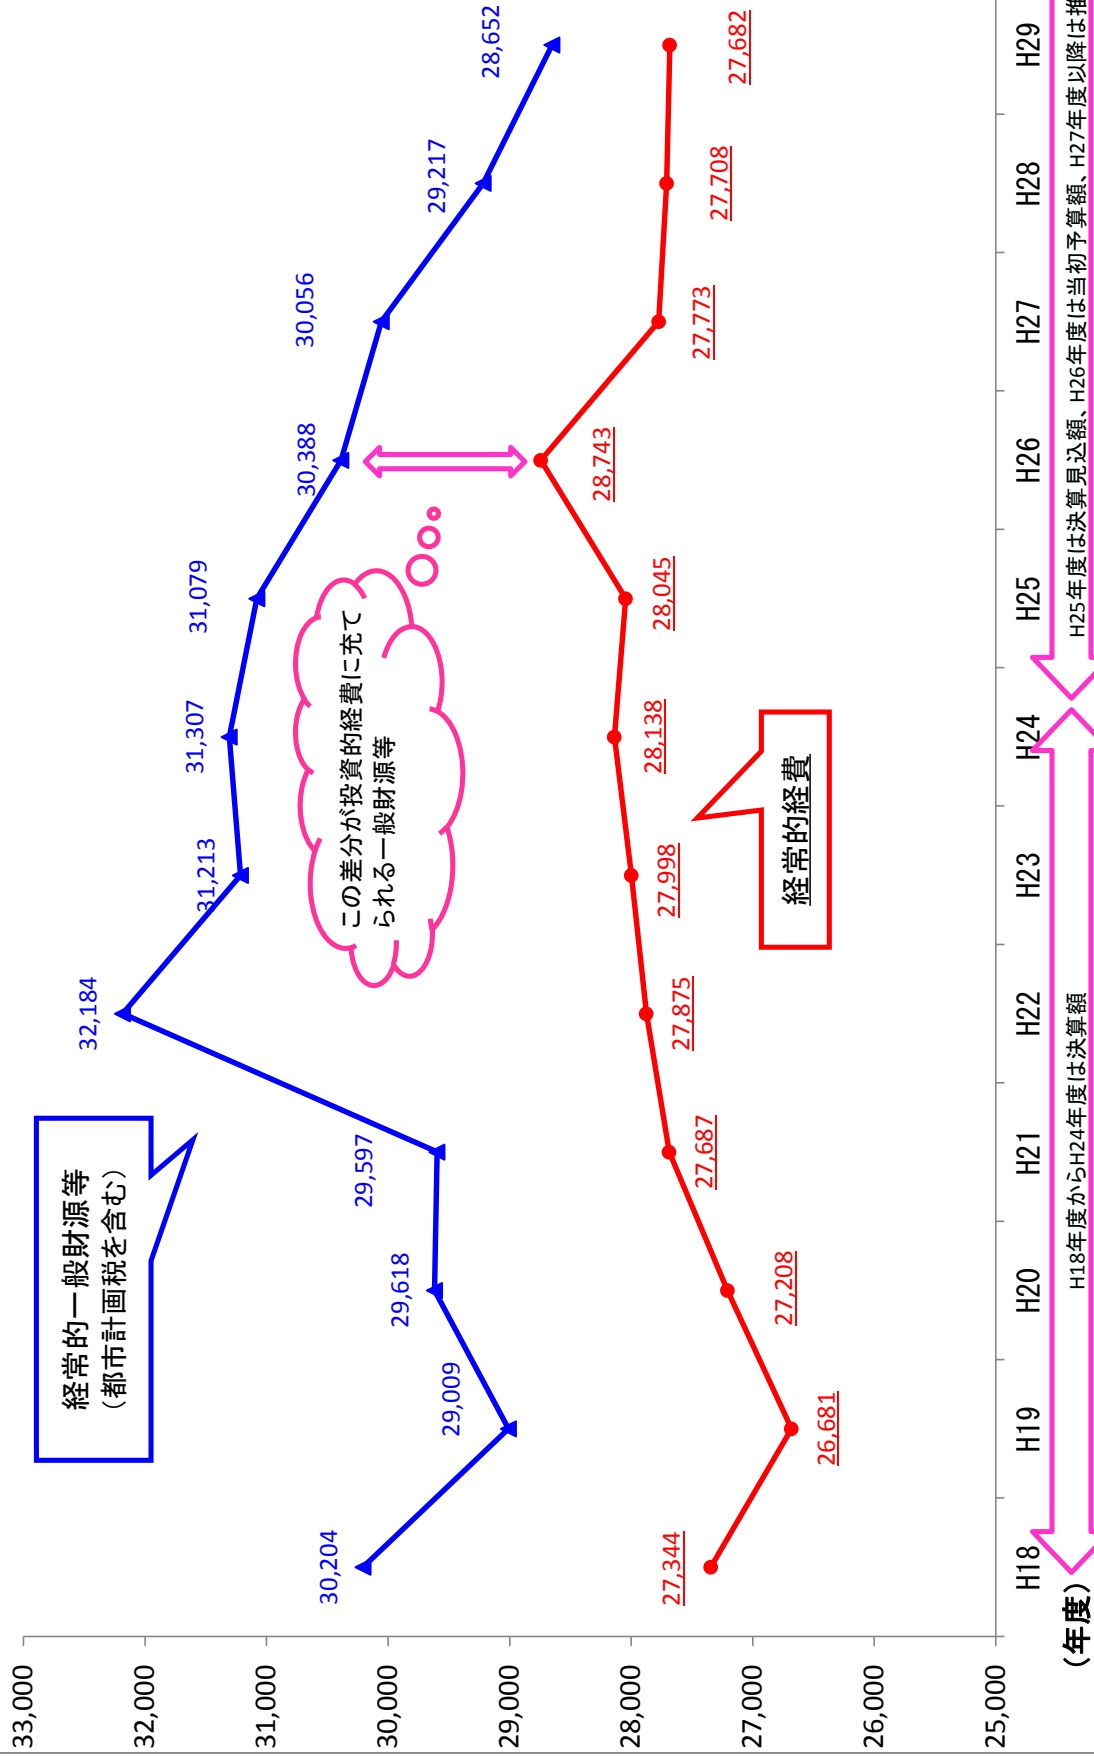 33,000
32,000
31,000
30,000
29,000
28,000
27,000
26,000
25,000
経常的一般財源等
（都市計画税を含む）
30,204
29,009
29,618
29,597
32,184
31,213
31,307
31,079
30,388
30,056
29,217
28,652
この差分が投資的経費に充て
られる一般財源等
27,344
26,681
27,208
27,687
27,875
27,998
28,138
28,045
28,743
27,773
27,708
27,682
経常的経費
H18
H19
H20
H21
H22
H23
H24
H25
H26
H27
H28
H29
（年度）
H18年度からH24年度は決算額
H25年度は決算見込額、H26年度は当初予算額、H27年度以降は推